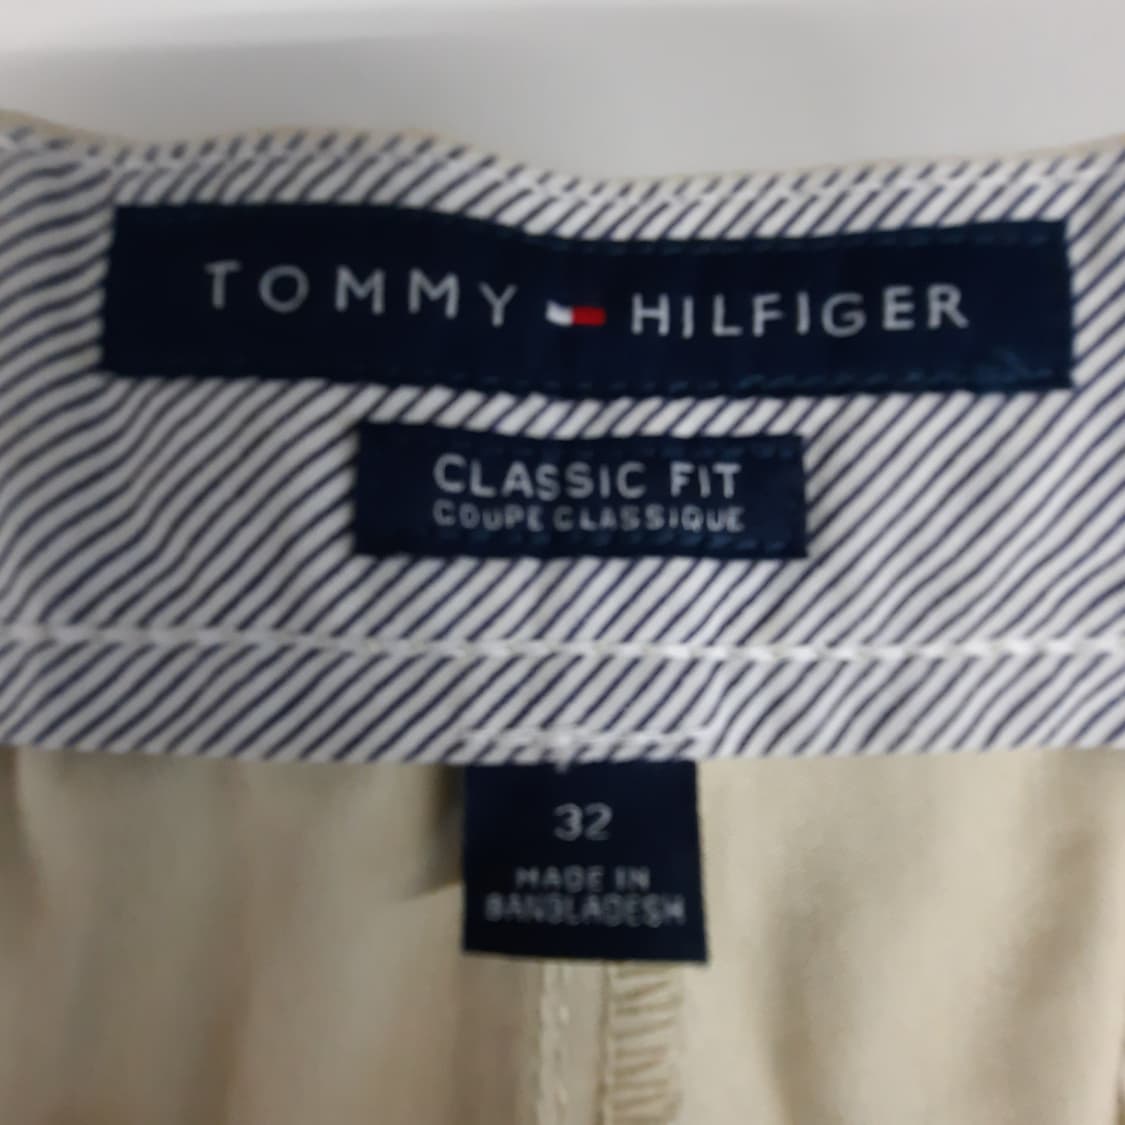 TOMMY HILFIGER
CLASSIC FIT
COUPE CLASSIQUE
32
MADE IN
BANGLADESH